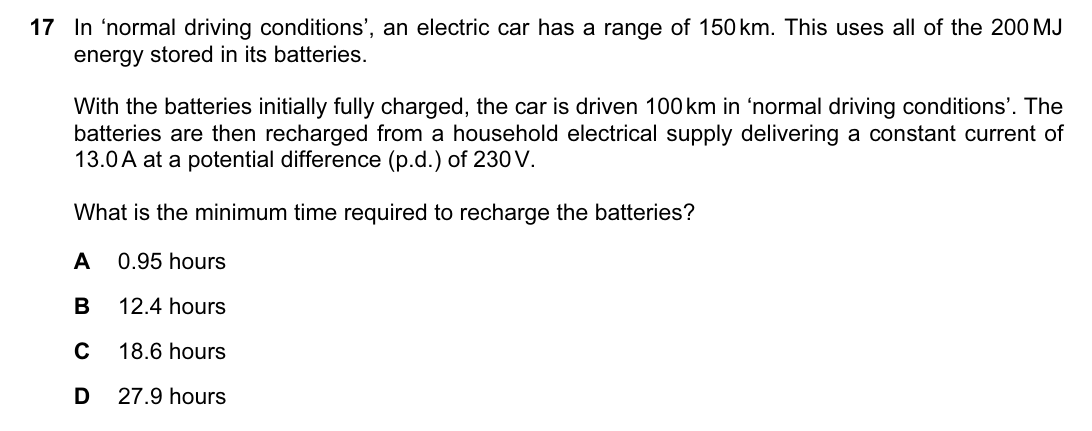 17 In ‘normal driving conditions’, an electric car has a range of 150 km. This uses all of the 200 MJ
energy stored in its batteries.
With the batteries initially fully charged, the car is driven 100 km in ‘normal driving conditions’. The
batteries are then recharged from a household electrical supply delivering a constant current of
13.0 A at a potential difference (p.d.) of 230 V.
What is the minimum time required to recharge the batteries?
A 0.95 hours
B 12.4 hours
C 18.6 hours
D 27.9 hours